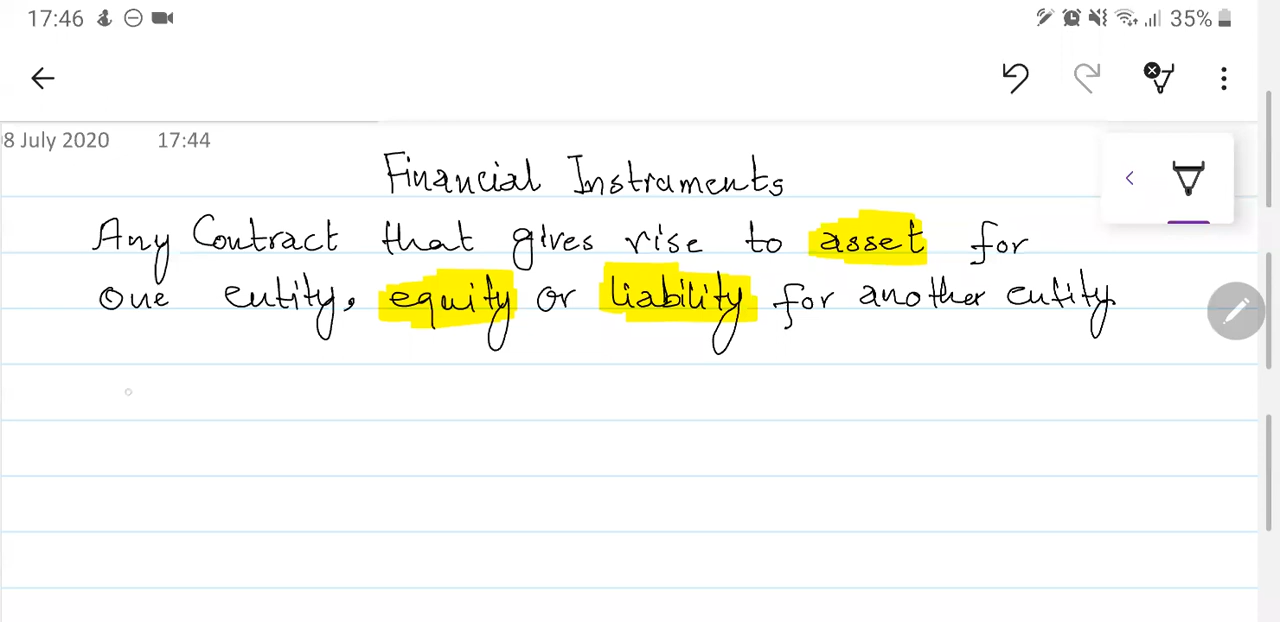 17:46 35%
8 July 2020 17:44
Financial Instruments
Any Contract that gives rise to asset for
one entity, equity or liability for another entity.